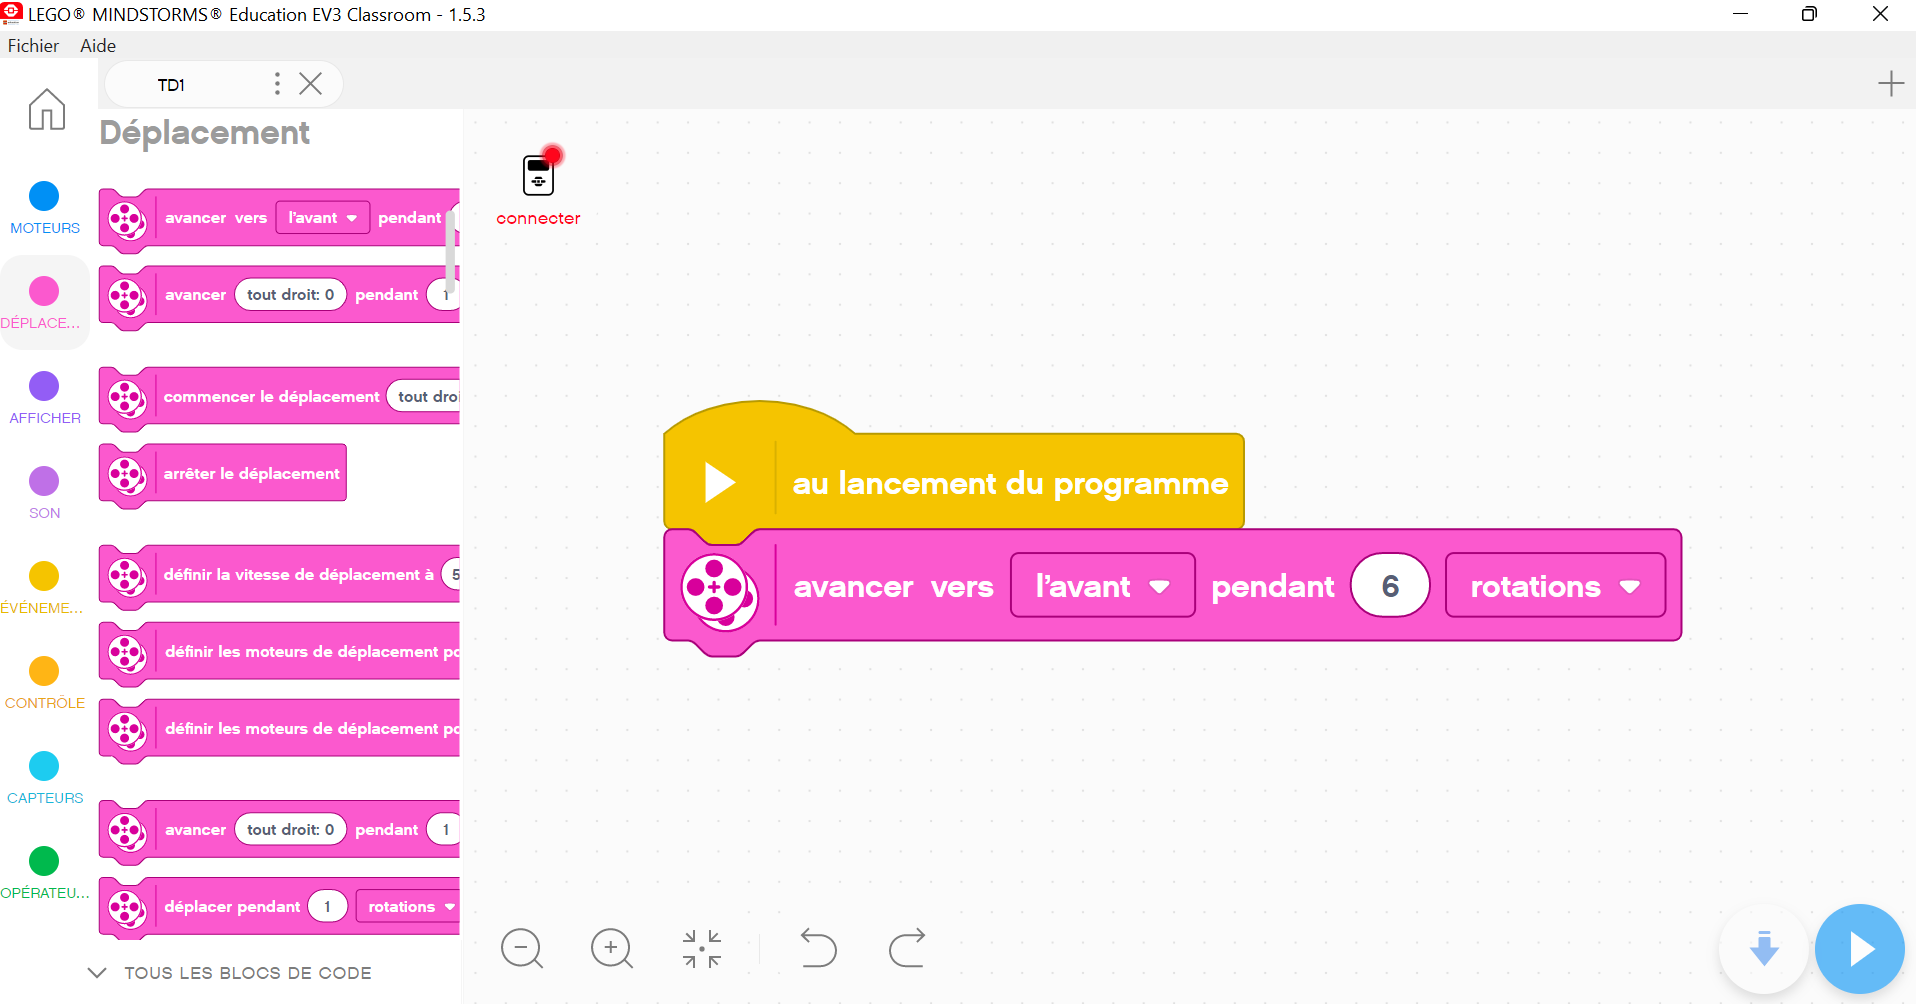 LEGO® MINDSTORMS® Education EV3 Classroom - 1.5.3
Fichier Aide
TD1
Déplacement
MOTEURS
DÉPLACE...
AFFICHER
SON
ÉVÉNEME...
CONTRÔLE
CAPTEURS
OPÉRATEU...
avancer vers l'avant pendant
avancer tout droit: 0 pendant 1
commencer le déplacement tout droi
arrêter le déplacement
définir la vitesse de déplacement à 5
définir les moteurs de déplacement po
définir les moteurs de déplacement po
avancer tout droit: 0 pendant 1
déplacer pendant 1 rotations
TOUS LES BLOCS DE CODE
connecter
au lancement du programme
avancer vers l'avant pendant 6 rotations